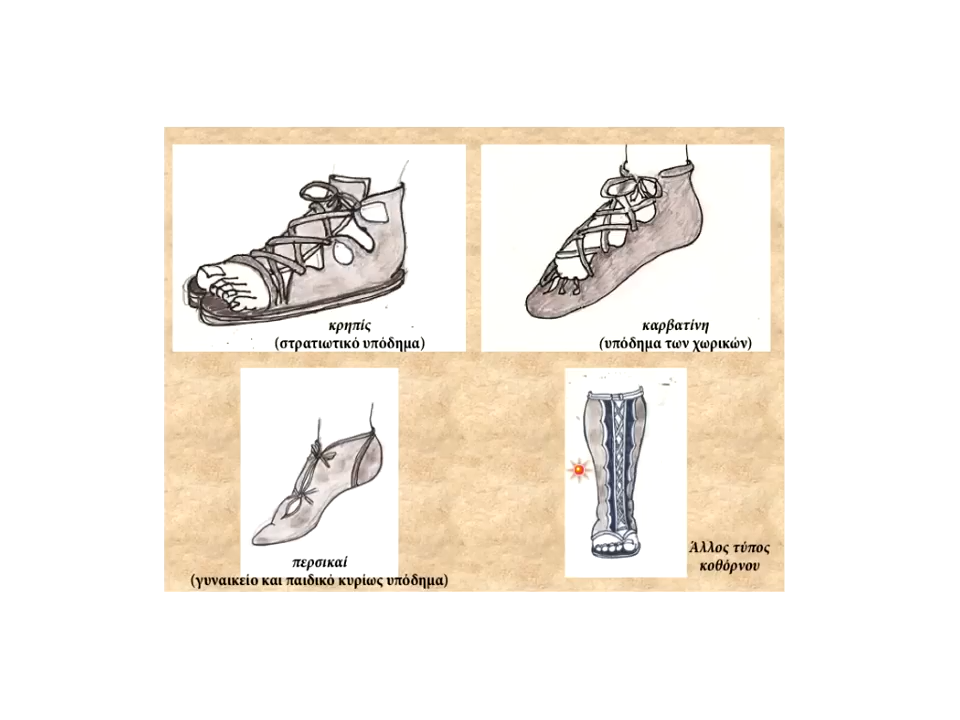 κρηπίς
(στρατιωτικό υπόδημα)
καρβατίνη
(υπόδημα των χωρικών)
περσικαί
(γυναικείο και παιδικό κυρίως υπόδημα)
Άλλος τύπος
κοθόρνου